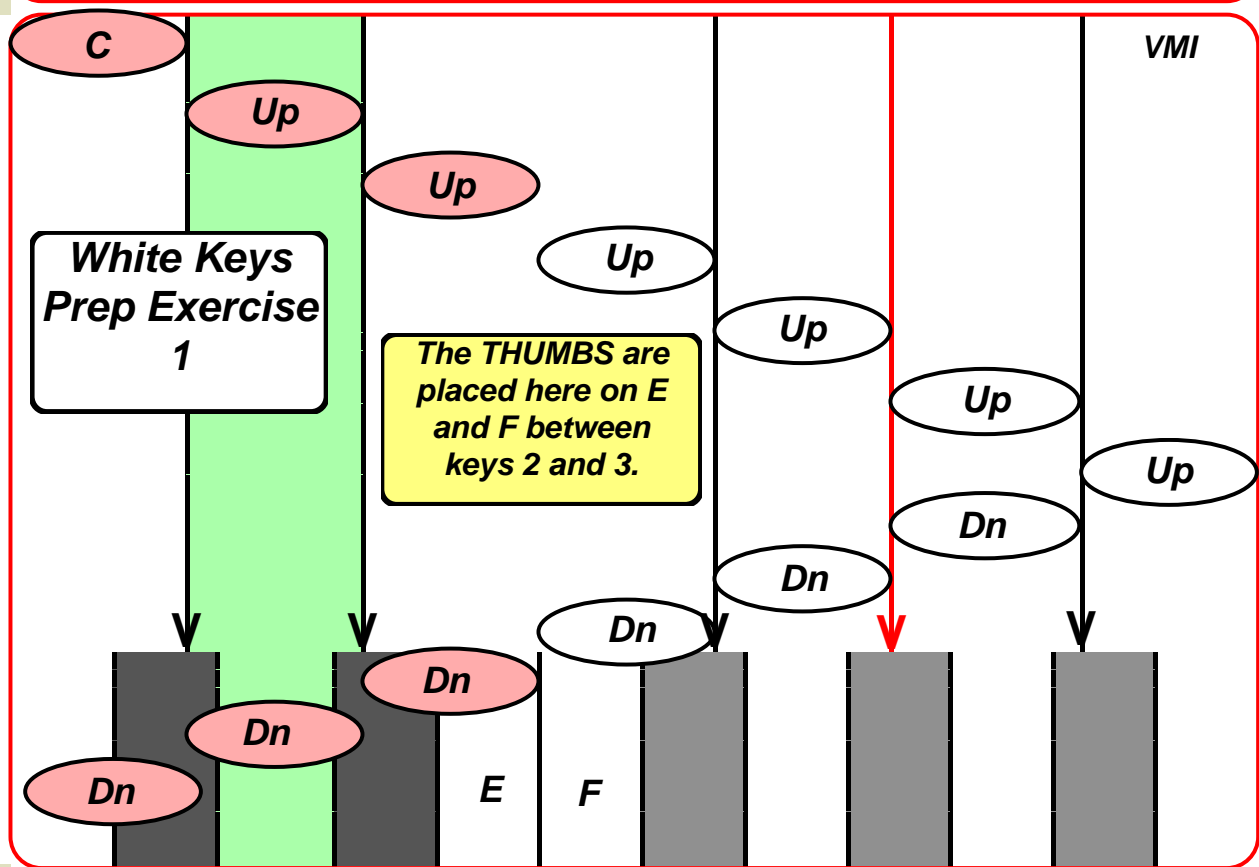 C
VMI
Up
Up
White Keys
Prep Exercise
1
Up
Up
The THUMBS are
placed here on E
and F between
keys 2 and 3.
Up
Up
Dn
Dn
Dn
Dn
Dn
Dn
E
F